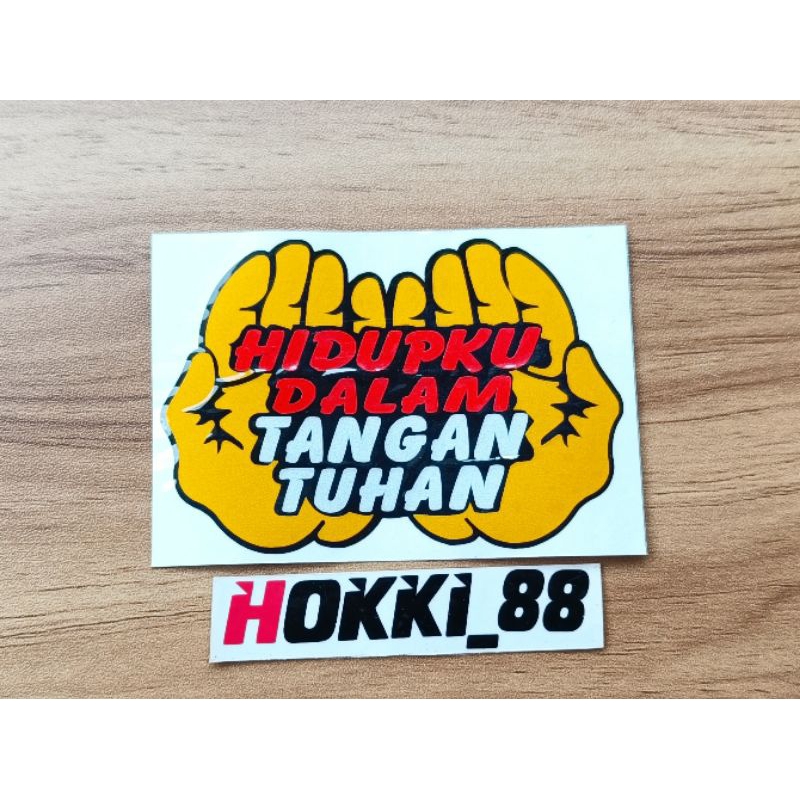 HIDUPKU
DALAM
TANGAN
TUHAN
HOKKI_88